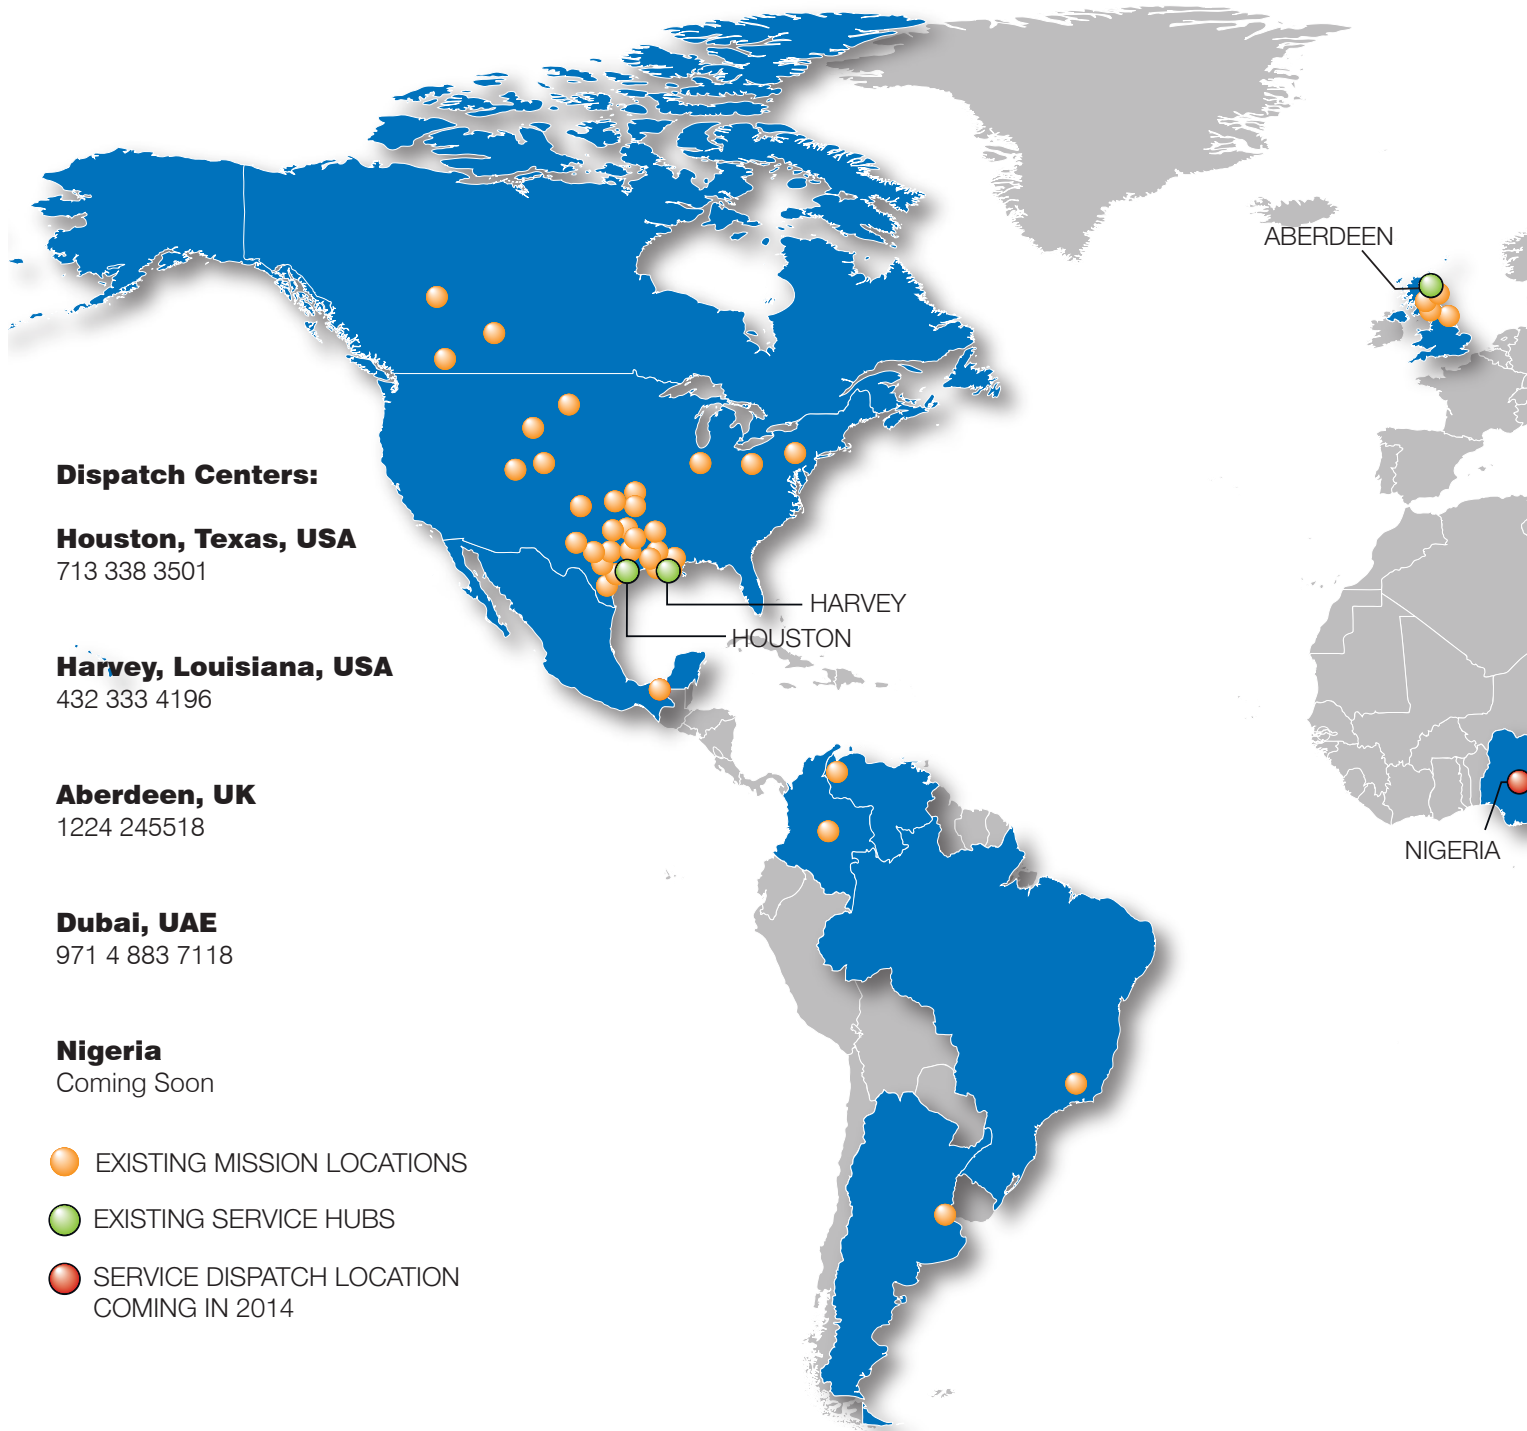 ABERDEEN
Dispatch Centers:
Houston, Texas, USA
713 338 3501
HARVEY
HOUSTON
Harvey, Louisiana, USA
432 333 4196
Aberdeen, UK
1224 245518
NIGERIA
Dubai, UAE
971 4 883 7118
Nigeria
Coming Soon
EXISTING MISSION LOCATIONS
EXISTING SERVICE HUBS
SERVICE DISPATCH LOCATION
COMING IN 2014